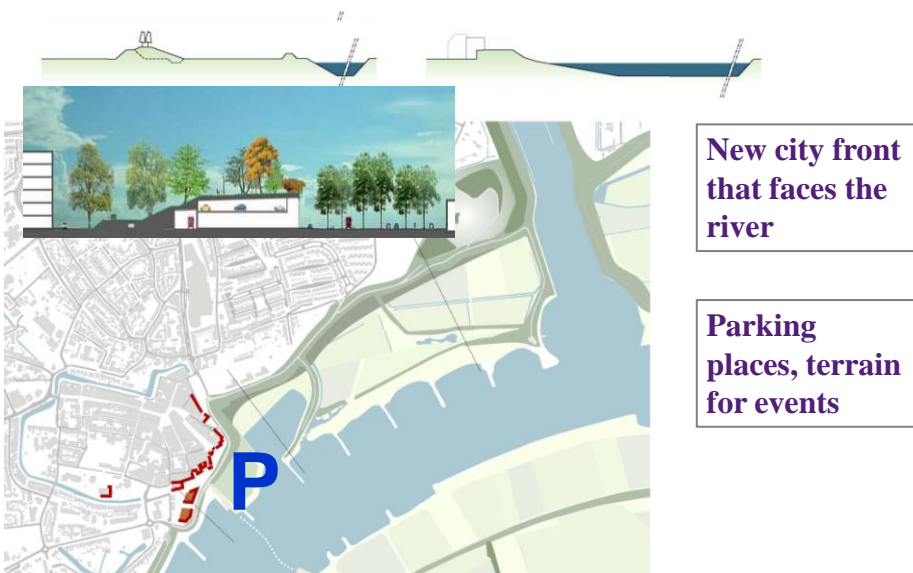 New city front
that faces the
river
Parking
places, terrain
for events
P